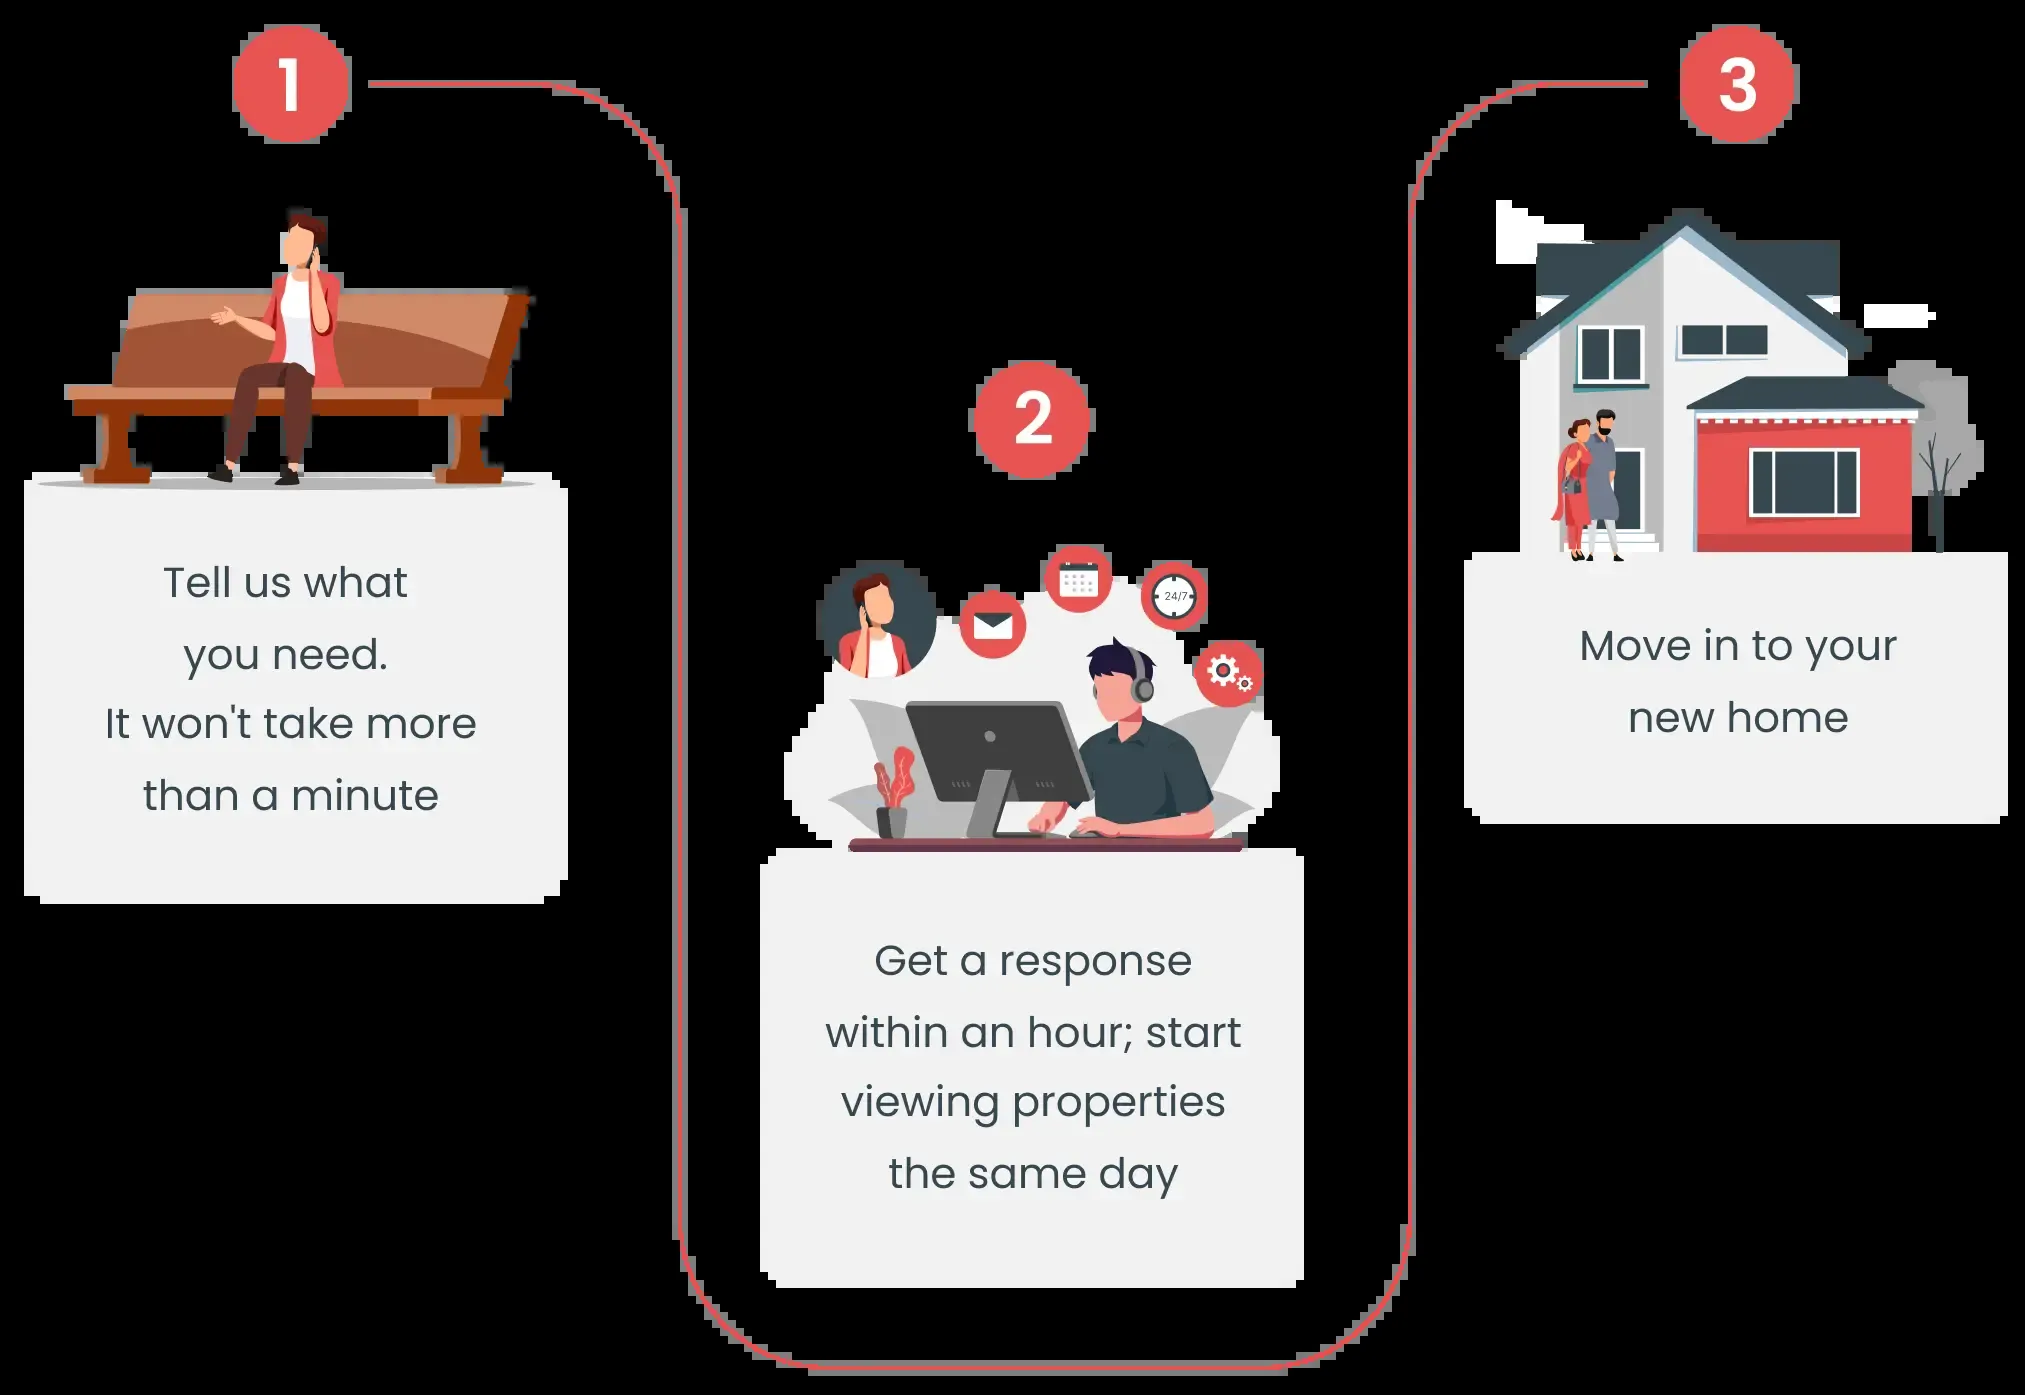 1
Tell us what
you need.
It won't take more
than a minute
2
24/7
Get a response
within an hour; start
viewing properties
the same day
3
Move in to your
new home